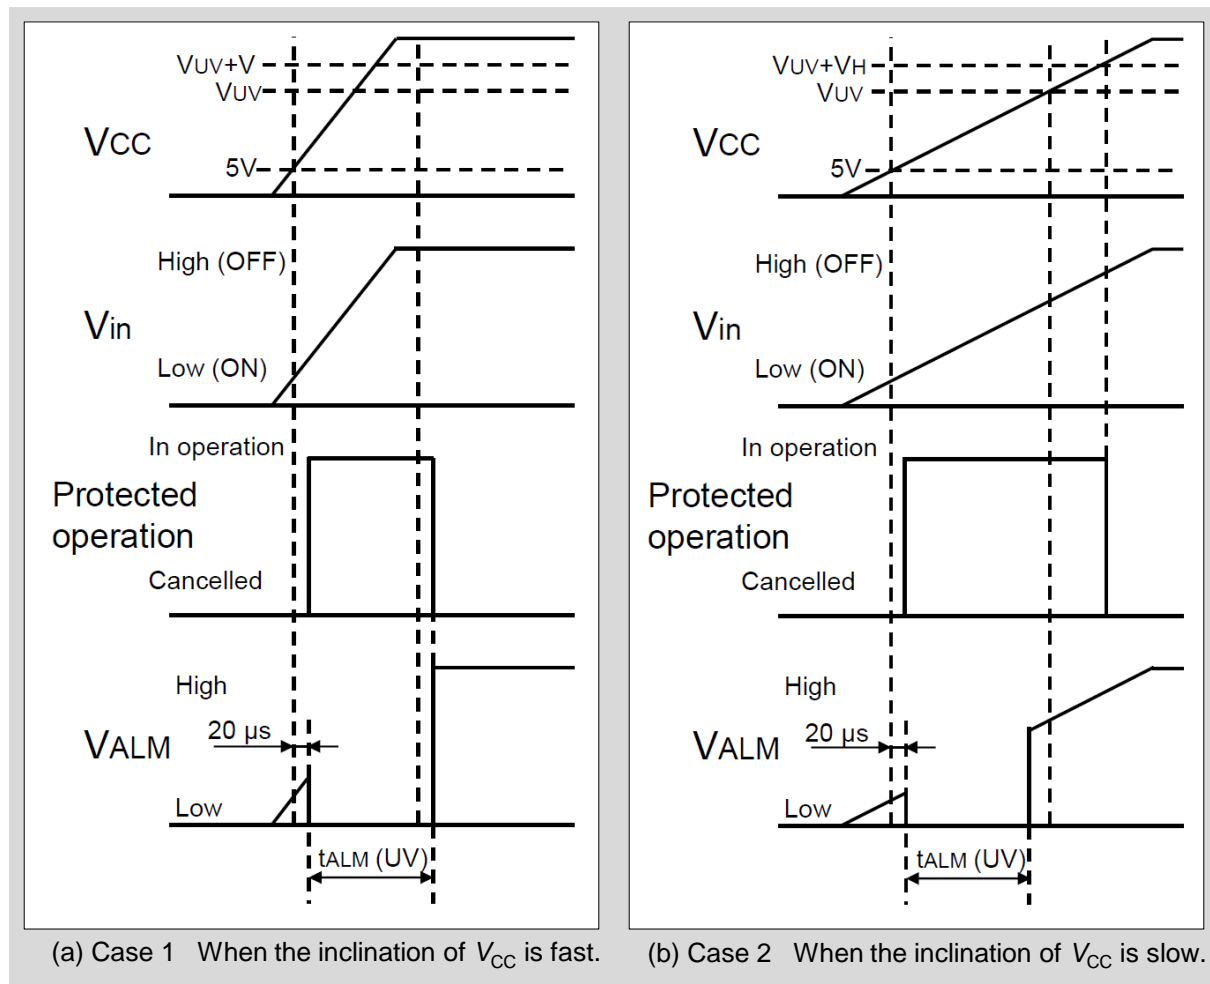 VUV+V
VUV
VCC
5V
High (OFF)
Vin
Low (ON)
In operation
Protected
operation
Cancelled
High
20 µs
VALM
Low
tALM (UV)
(a) Case 1 When the inclination of VCC is fast.
VUV+VH
VUV
VCC
5V
High (OFF)
Vin
Low (ON)
In operation
Protected
operation
Cancelled
High
20 µs
VALM
Low
tALM (UV)
(b) Case 2 When the inclination of VCC is slow.